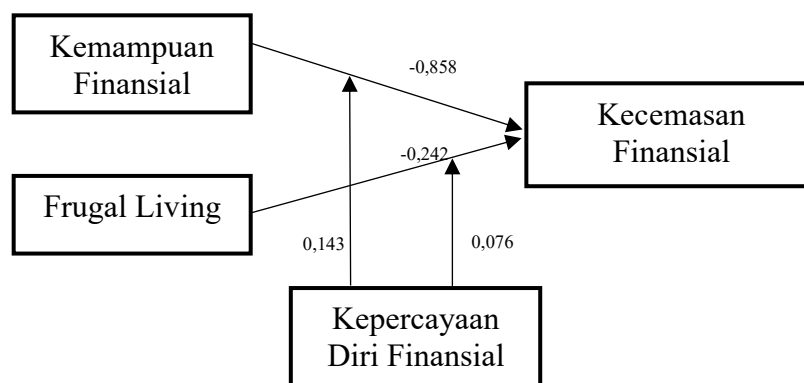 Kemampuan
Finansial
-0,858
Kecemasan
Finansial
-0,242
Frugal Living
0,143
0,076
Kepercayaan
Diri Finansial